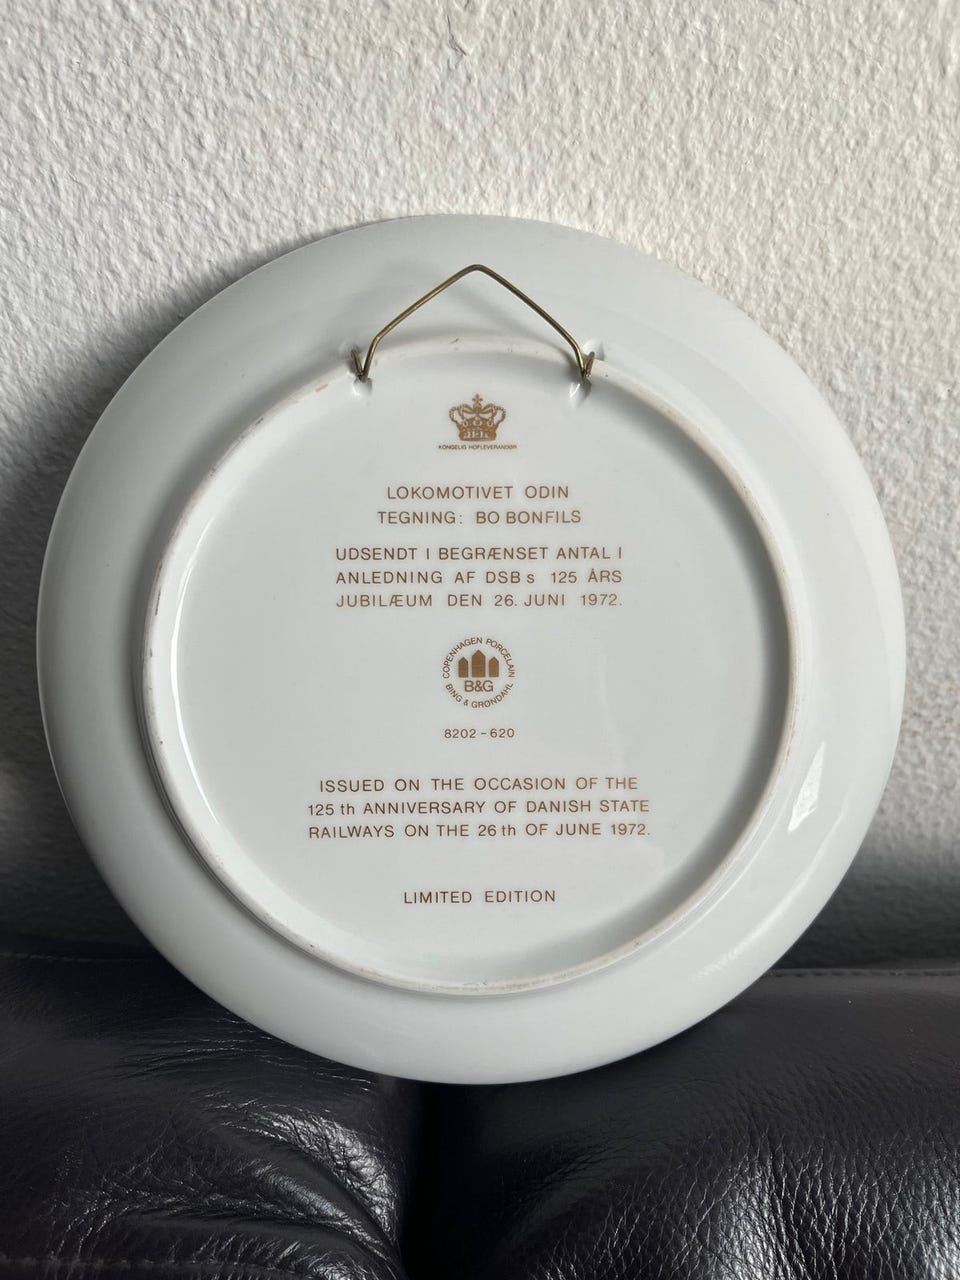 KONGELIG HOFLEVERANDØR
LOKOMOTIVET ODIN
TEGNING: BO BONFILS
UDSENDT I BEGRÆNSET ANTAL I
ANLEDNING AF DSBs 125 ÅRS
JUBILÆUM DEN 26. JUNI 1972.
COPENHAGEN PORCELAIN
B&G
BING & GRØNDAHL
8202-620
ISSUED ON THE OCCASION OF THE
125th ANNIVERSARY OF DANISH STATE
RAILWAYS ON THE 26th OF JUNE 1972.
LIMITED EDITION